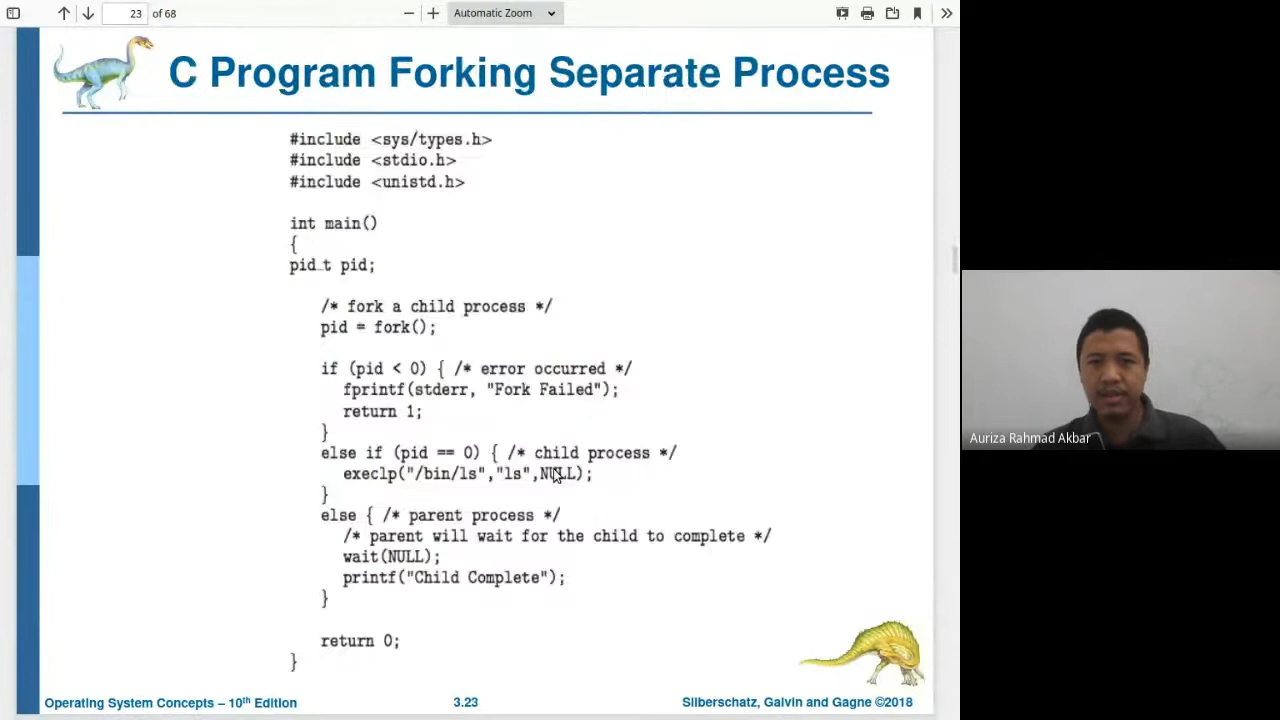 23 of 68
Automatic Zoom
C Program Forking Separate Process
#include <sys/types.h>
#include <stdio.h>
#include <unistd.h>
int main()
{
pid_t pid;
/* fork a child process */
pid = fork();
if (pid < 0) { /* error occurred */
fprintf(stderr, "Fork Failed");
return 1;
}
else if (pid == 0) { /* child process */
execlp("/bin/ls","ls",NULL);
}
else { /* parent process */
/* parent will wait for the child to complete */
wait(NULL);
printf("Child Complete");
}
return 0;
}
Operating System Concepts – 10th Edition
3.23
Silberschatz, Galvin and Gagne ©2018
Auriza Rahmad Akbar